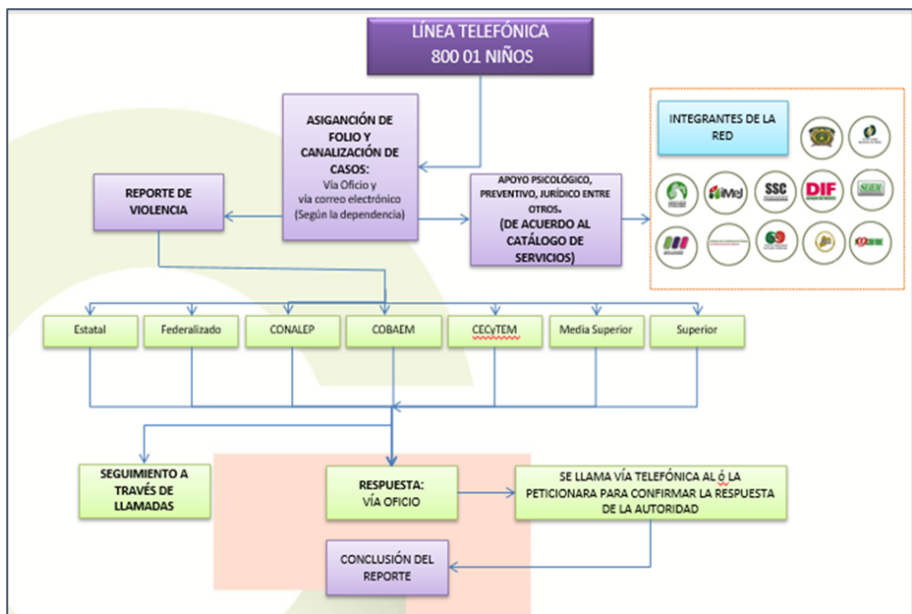 LÍNEA TELEFÓNICA
800 01 NIÑOS
ASIGANCIÓN DE
FOLIO Y
CANALIZACIÓN DE
CASOS:
Vía Oficio y
vía correo electrónico
(Según la dependencia)
REPORTE DE
VIOLENCIA
APOYO PSICOLÓGICO,
PREVENTIVO, JURÍDICO ENTRE
OTROS.
(DE ACUERDO AL
CATÁLOGO DE
SERVICIOS)
INTEGRANTES DE LA
RED
iMEJ
SSC
DIF
SEIEM
Estatal
Federalizado
CONALEP
COBAEM
CECyTEM
Media Superior
Superior
SEGUIMIENTO A
TRAVÉS DE
LLAMADAS
RESPUESTA:
VÍA OFICIO
SE LLAMA VÍA TELEFÓNICA AL ó LA
PETICIONARA PARA CONFIRMAR LA RESPUESTA
DE LA AUTORIDAD
CONCLUSIÓN DEL
REPORTE